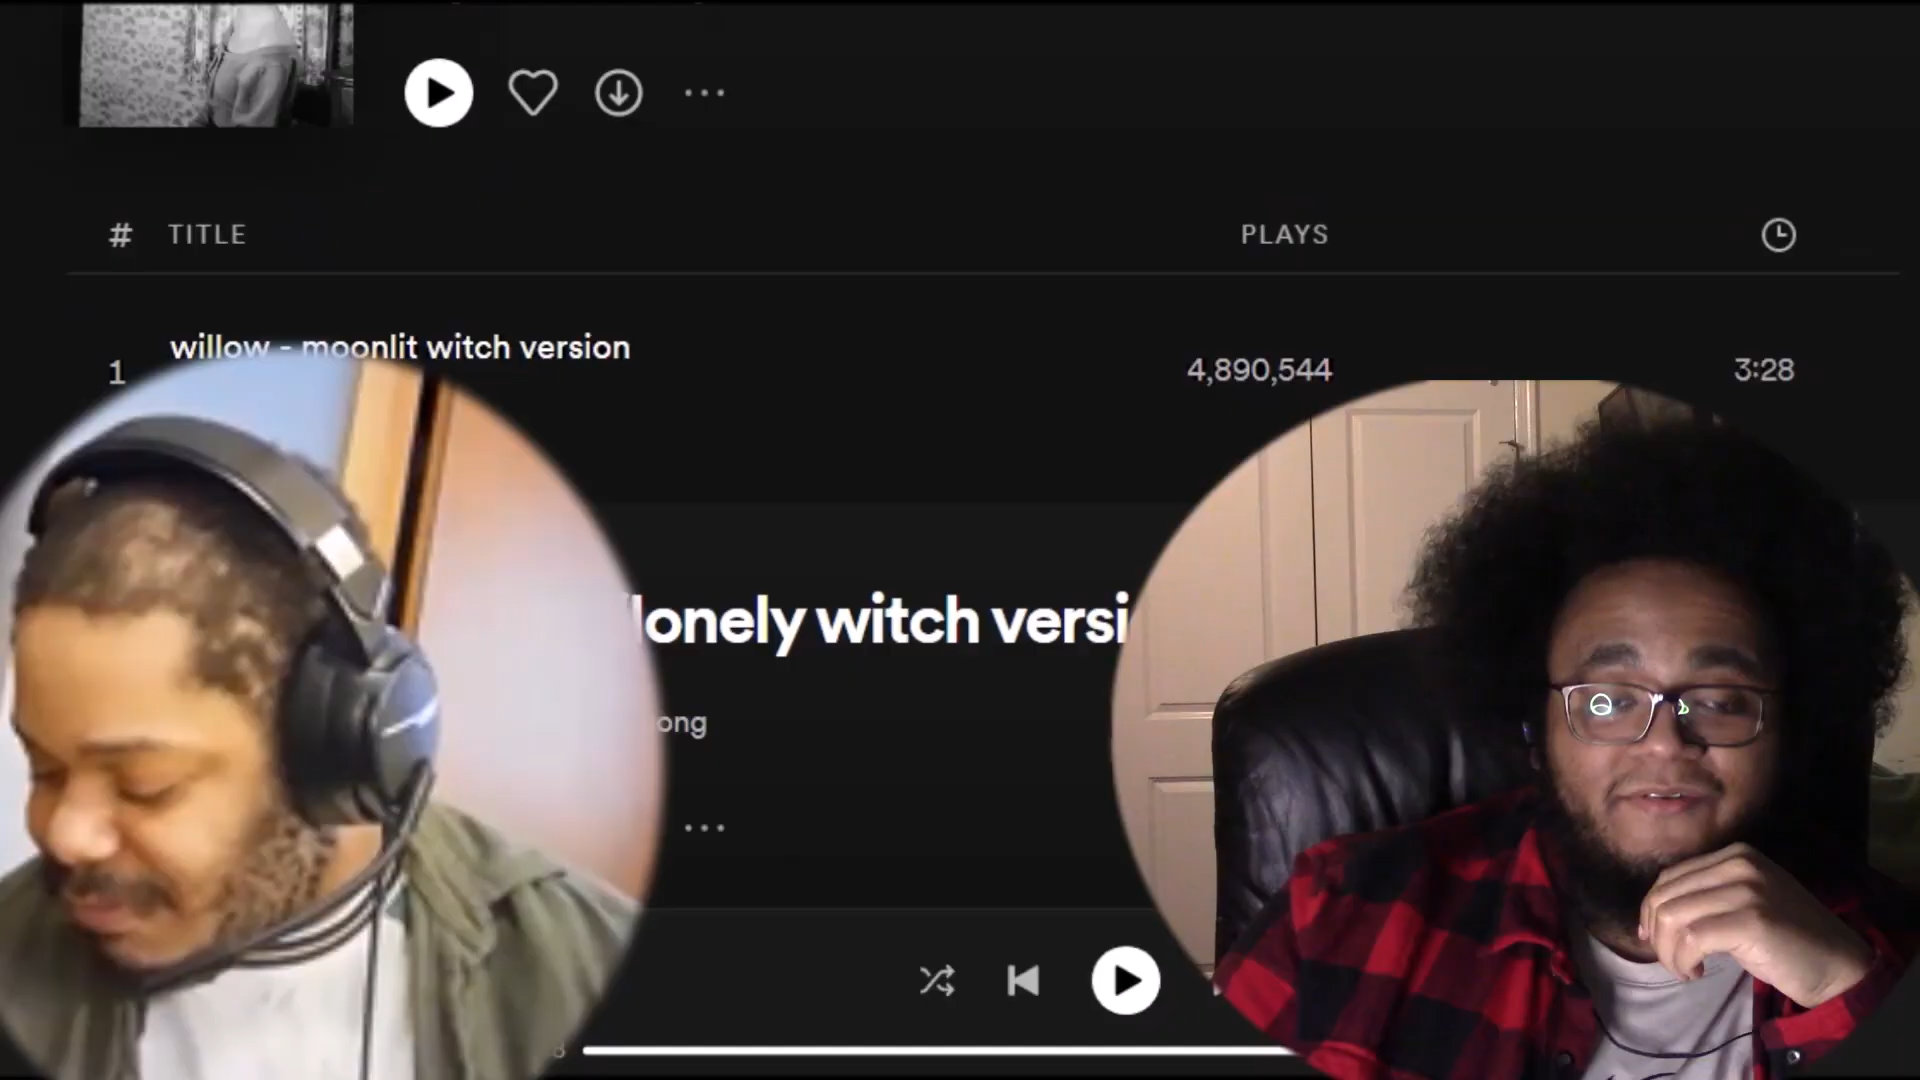 # TITLE PLAYS
willow - moonlit witch version
1 4,890,544 3:28
lonely witch versi
ong